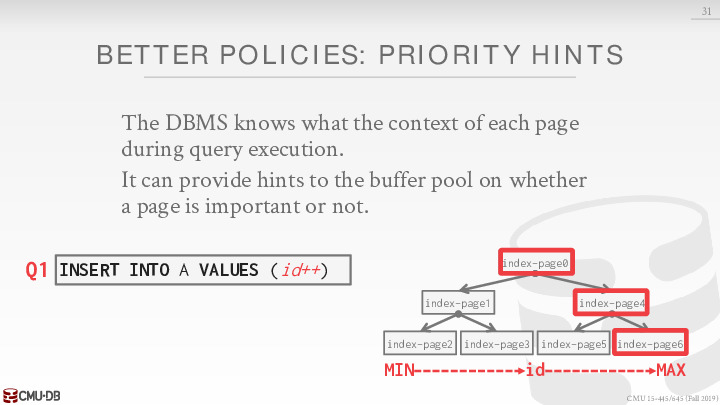 31
BETTER POLICIES: PRIORITY HINTS
The DBMS knows what the context of each page
during query execution.
It can provide hints to the buffer pool on whether
a page is important or not.
Q1 INSERT INTO A VALUES (id++)
index-page0
index-page1 index-page4
index-page2 index-page3 index-page5 index-page6
MIN id MAX
CMU·DB
CMU 15-445/645 (Fall 2019)